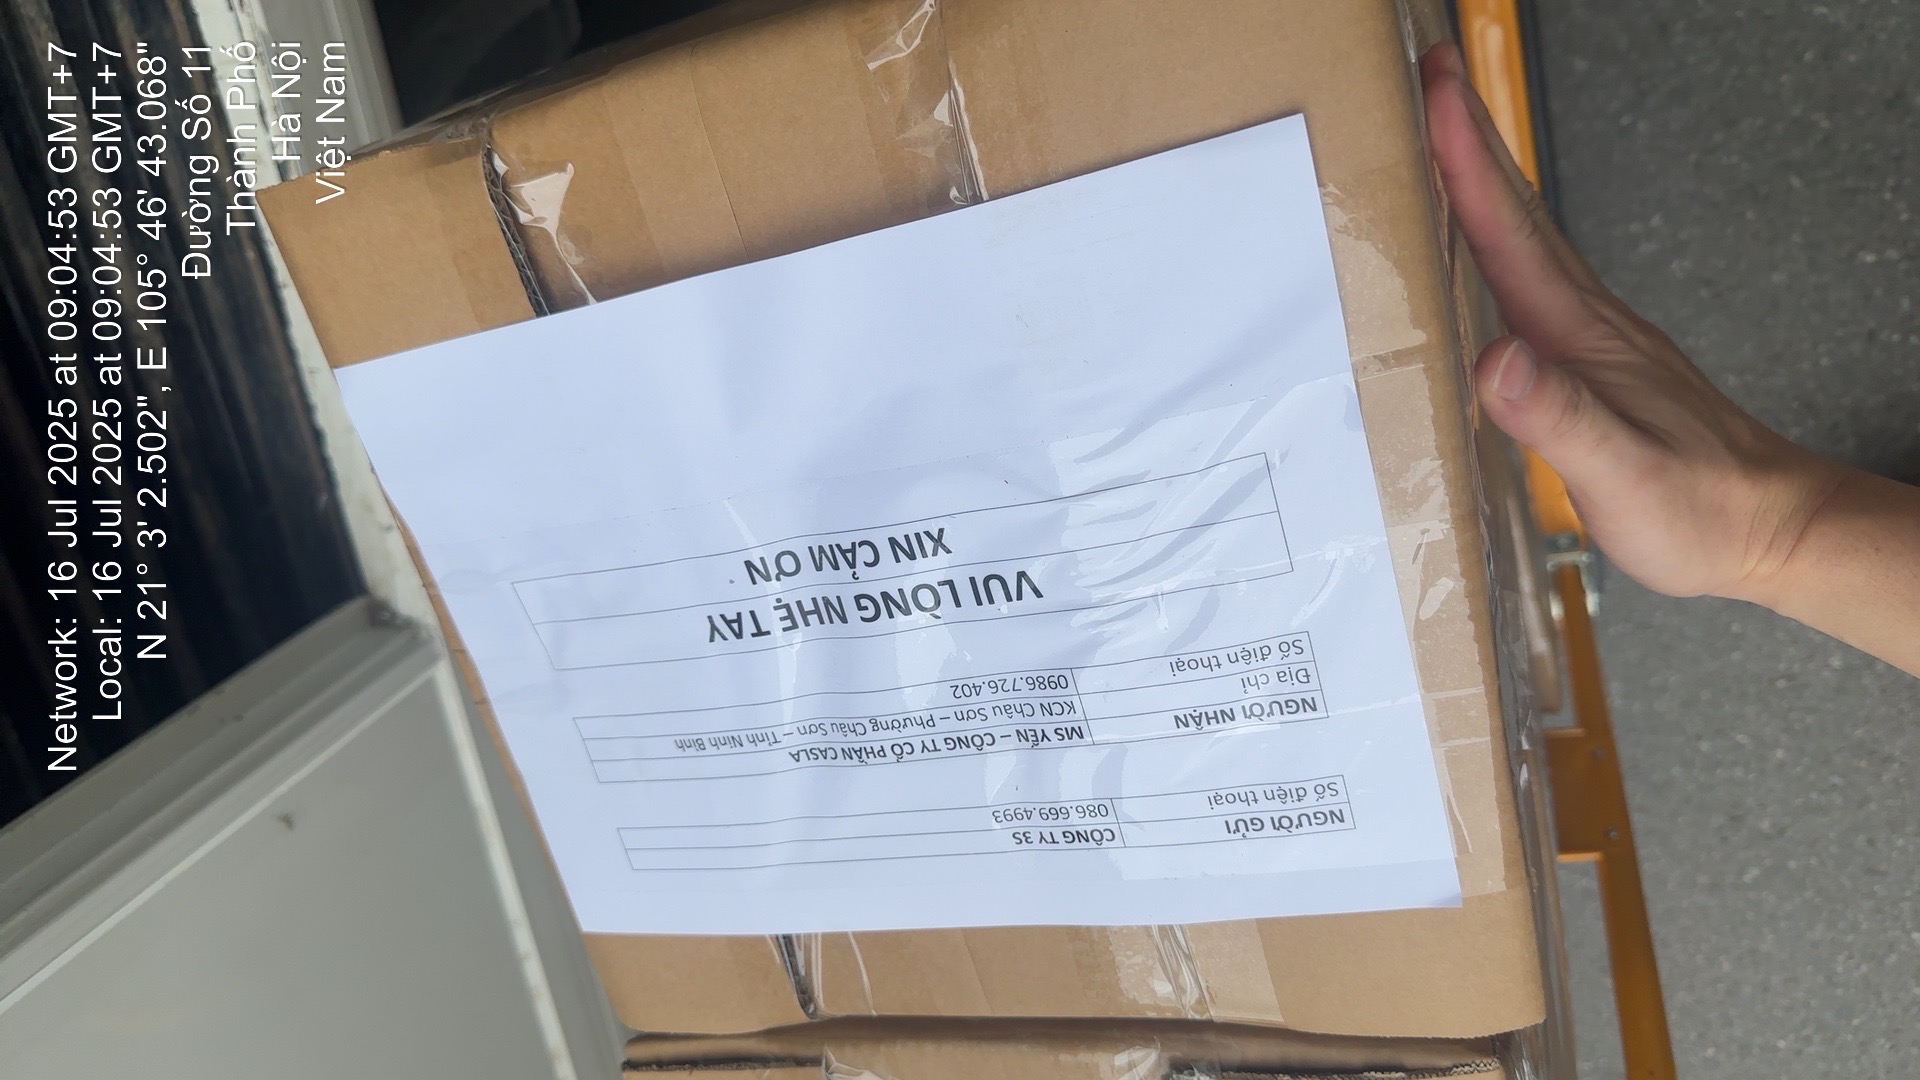 Network: 16 Jul 2025 at 09:04:53 GMT+7
Local: 16 Jul 2025 at 09:04:53 GMT+7
N 21° 3' 2.502", E 105° 46' 43.068"
Đường Số 11
Thành Phố
Hà Nội
Việt Nam
NGƯỜI GỬI CÔNG TY 3S
Số điện thoại 086.669.4993
NGƯỜI NHẬN MS YẾN – CÔNG TY CỔ PHẦN CASLA
Địa chỉ KCN Châu Sơn – Phường Châu Sơn – Tỉnh Ninh Bình
Số điện thoại 0986.726.402
VUI LÒNG NHẸ TAY
XIN CẢM ƠN